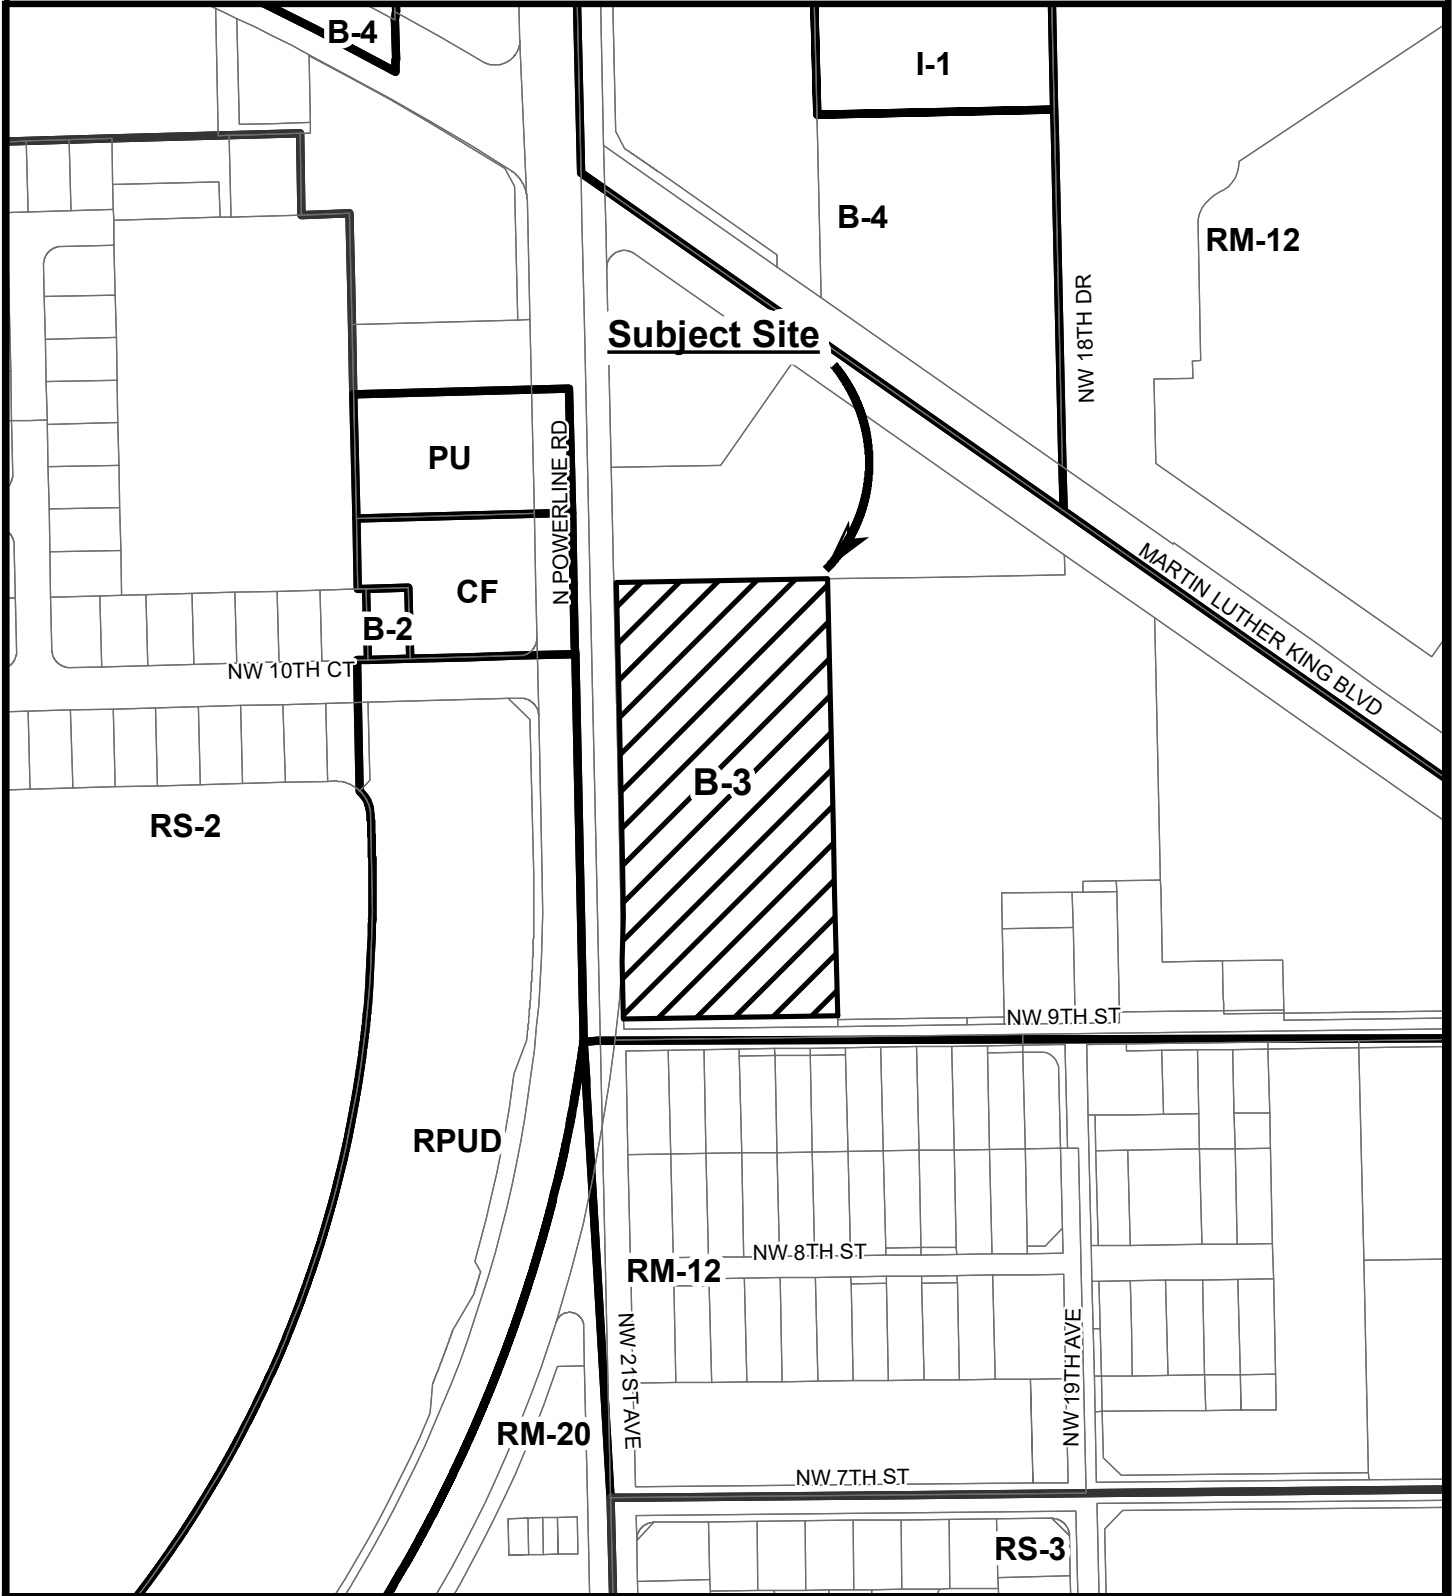 B-4
I-1
B-4
RM-12
NW 18TH DR
Subject Site
PU
N POWERLINE RD
CF
B-2
NW 10TH CT
MARTIN LUTHER KING BLVD
B-3
RS-2
NW 9TH ST
RPUD
NW 8TH ST
RM-12
NW 21ST AVE
NW 19TH AVE
RM-20
NW 7TH ST
RS-3